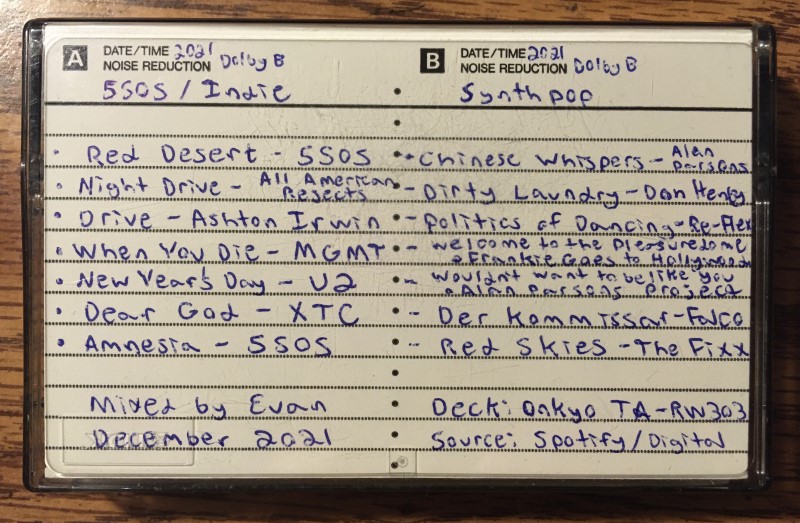 A DATE/TIME 2021
NOISE REDUCTION Dolby B
5SOS / Indie
Red Desert - 5SOS
Night Drive - All American
Rejects
Drive - Ashton Irwin
When You Die - MGMT
New Year's Day - U2
Dear God - XTC
Amnesia - 5SOS
Mixed by Evan
December 2021
B DATE/TIME 2021
NOISE REDUCTION Dolby B
Synthpop
- Chinese Whispers - Alan
Parsons
- Dirty Laundry - Don Henley
- Politics of Dancing - Re-Flex
- Welcome to the Pleasuredome
Frankie Goes to Hollywood
- Wouldnt want to be like you
Alan Parsons Project
- Der Kommissar - Falco
- Red Skies - The Fixx
Deck: Onkyo TA-RW303
Source: Spotify/Digital